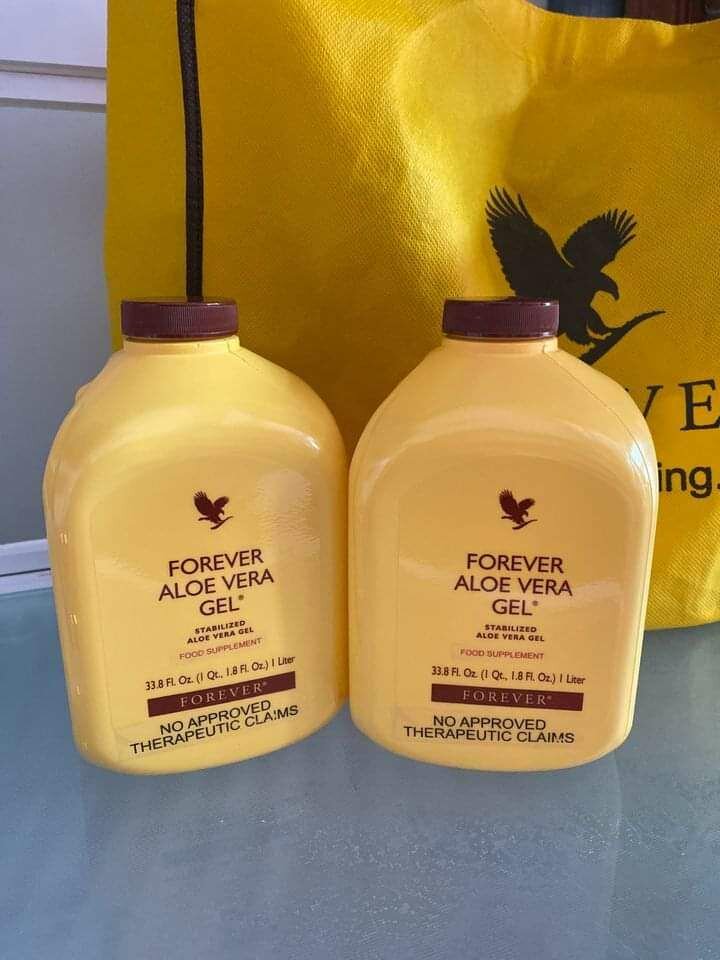 FOREVER
ALOE VERA
GEL®
STABILIZED
ALOE VERA GEL
FOOD SUPPLEMENT
33.8 Fl. Oz. (1 Qt., 1.8 Fl. Oz.) 1 Liter
FOREVER®
NO APPROVED
THERAPEUTIC CLAIMS
FOREVER
ALOE VERA
GEL®
STABILIZED
ALOE VERA GEL
FOOD SUPPLEMENT
33.8 Fl. Oz. (1 Qt., 1.8 Fl. Oz.) 1 Liter
FOREVER®
NO APPROVED
THERAPEUTIC CLAIMS
VE
ing.